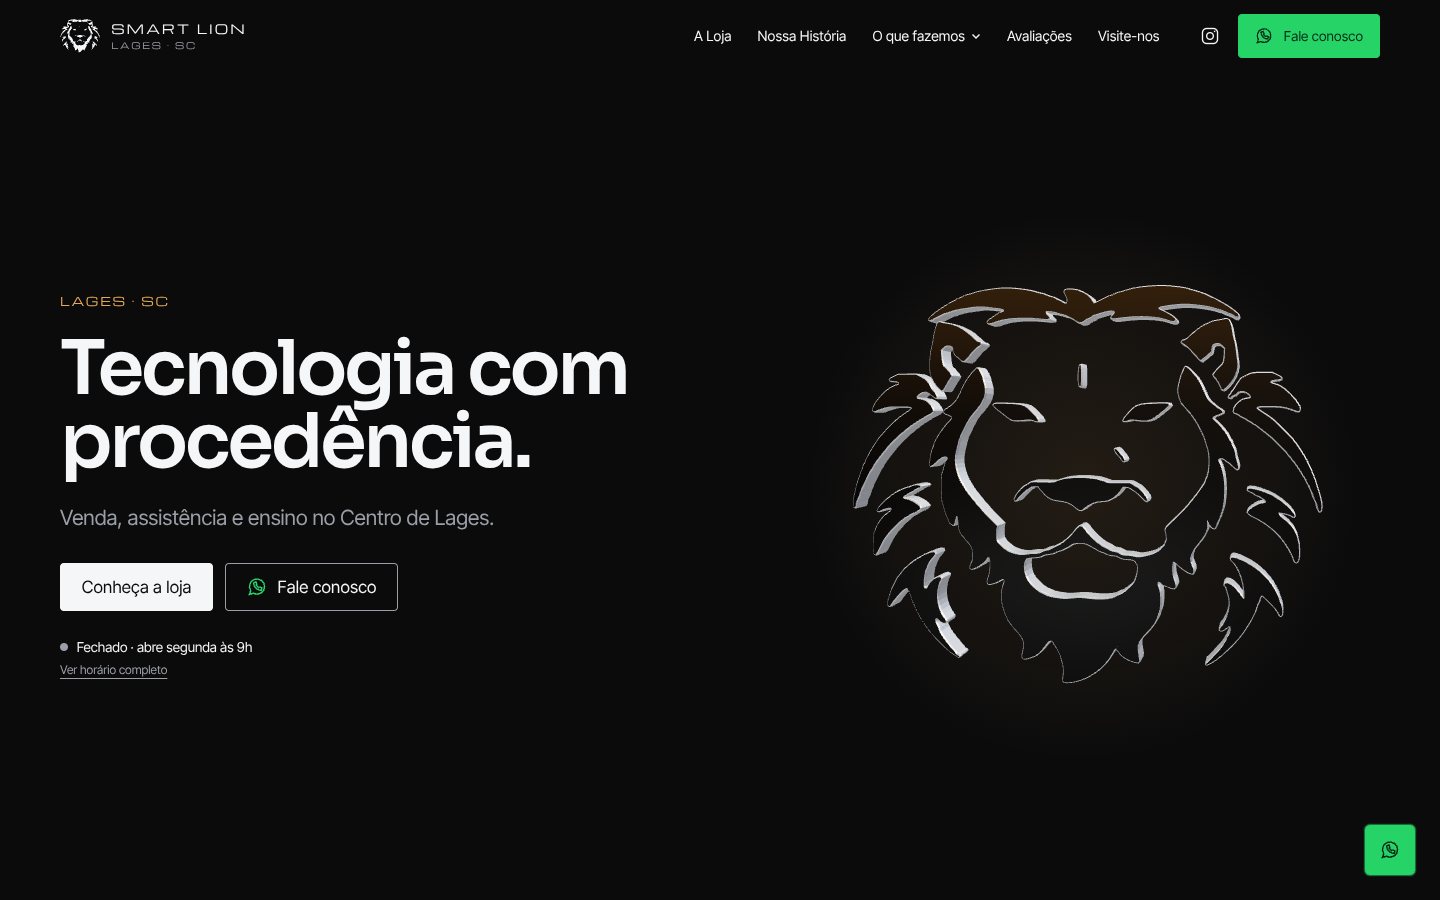 SMART LION
LAGES · SC
A Loja
Nossa História
O que fazemos
Avaliações
Visite-nos
Fale conosco
LAGES · SC
Tecnologia com
procedência.
Venda, assistência e ensino no Centro de Lages.
Conheça a loja
Fale conosco
Fechado · abre segunda às 9h
Ver horário completo